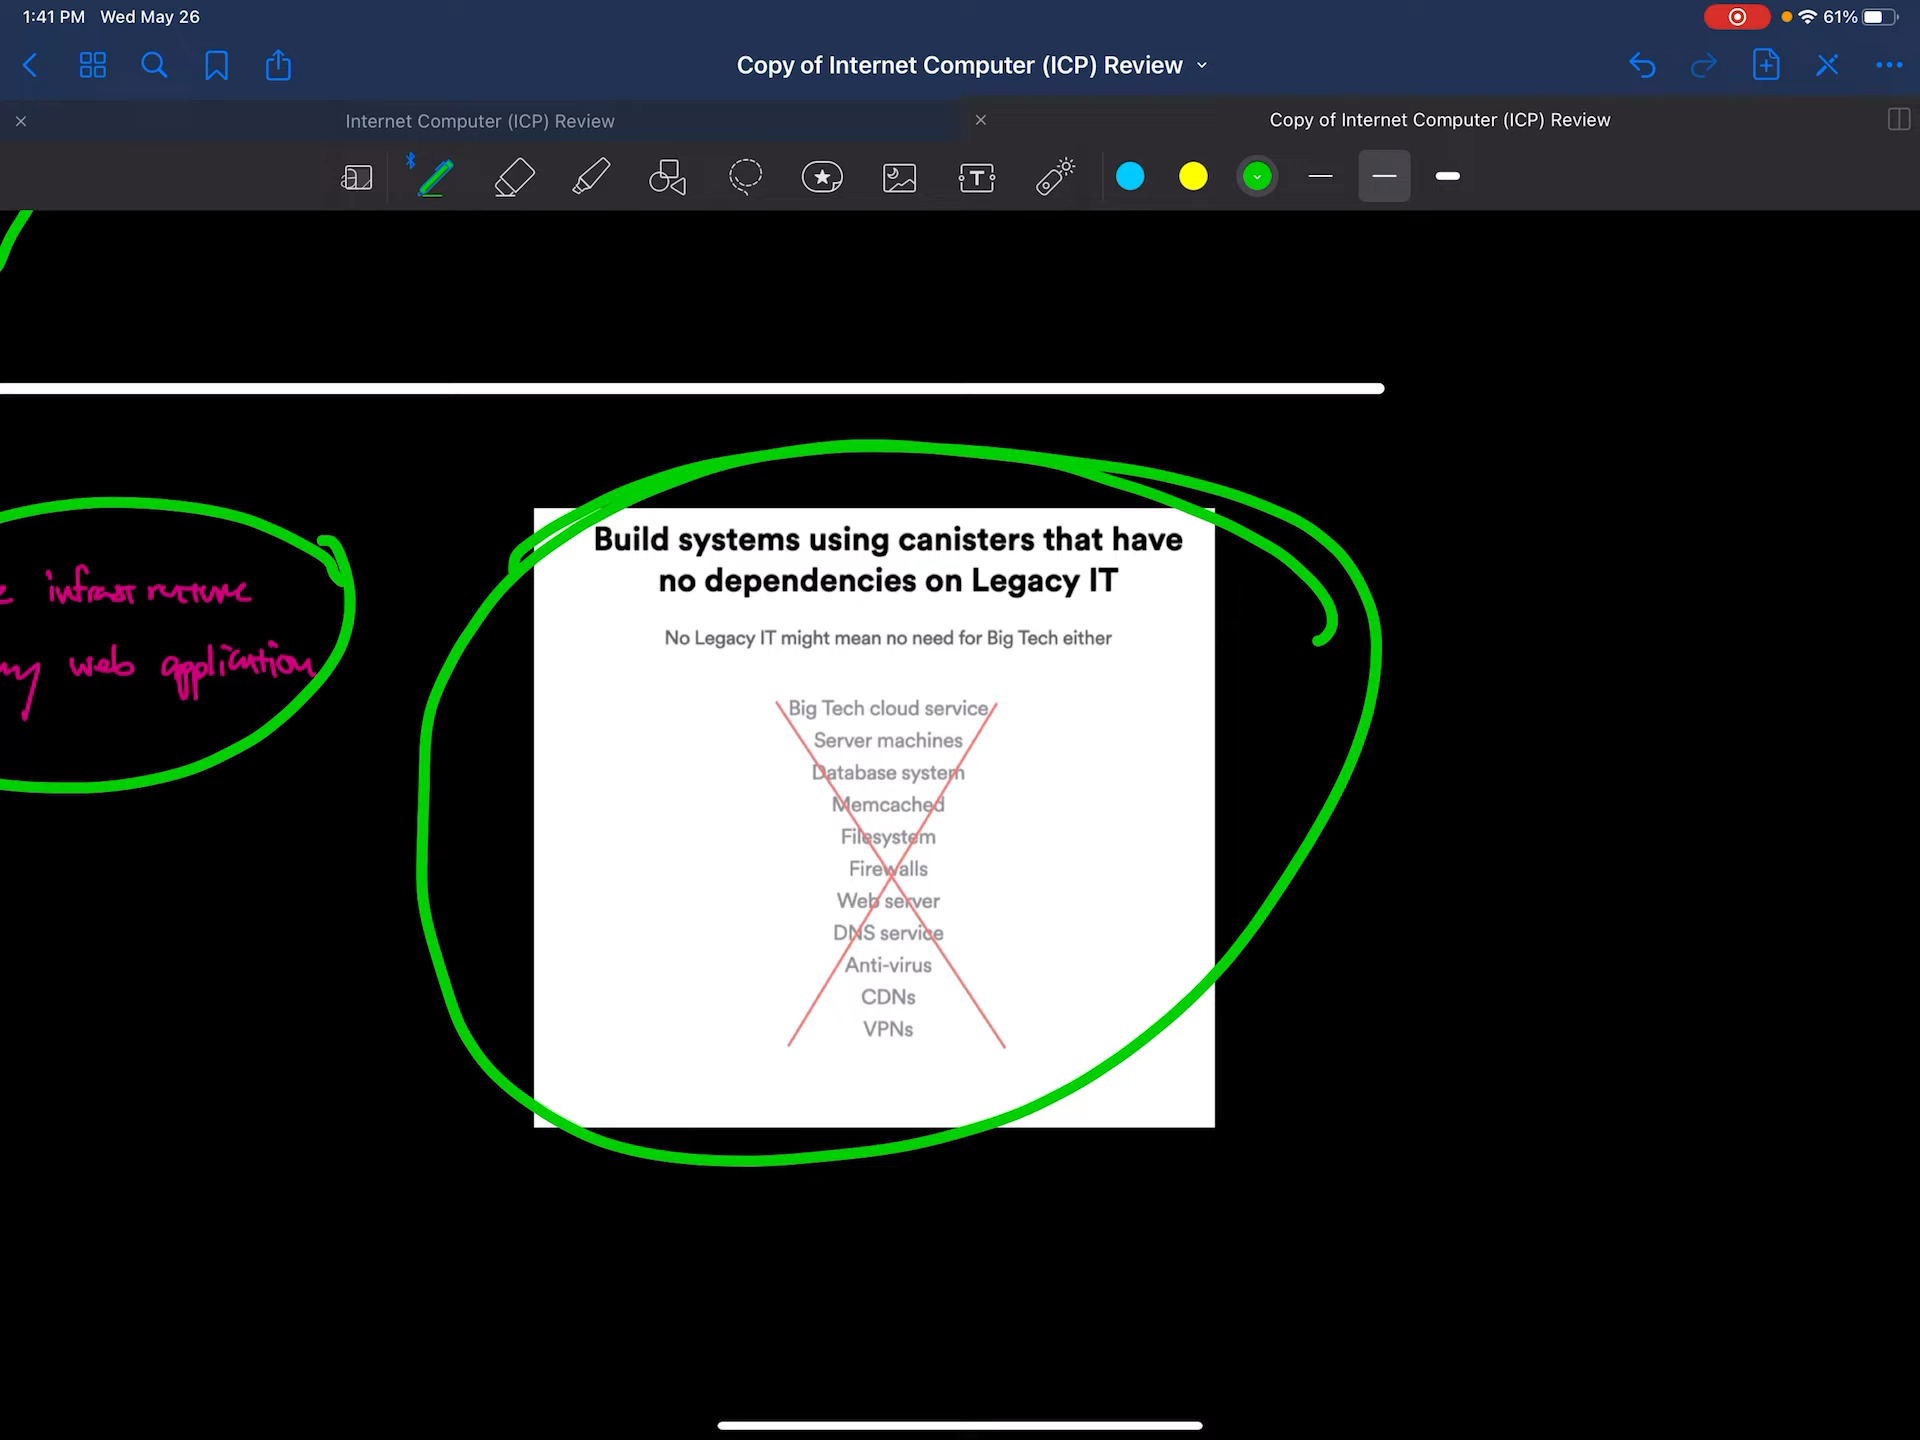 1:41 PM Wed May 26
61%
Copy of Internet Computer (ICP) Review
Internet Computer (ICP) Review
Copy of Internet Computer (ICP) Review
infrastructure
web application
Build systems using canisters that have
no dependencies on Legacy IT
No Legacy IT might mean no need for Big Tech either
Big Tech cloud service
Server machines
Database system
Memcached
Filesystem
Firewalls
Web server
DNS service
Anti-virus
CDNs
VPNs